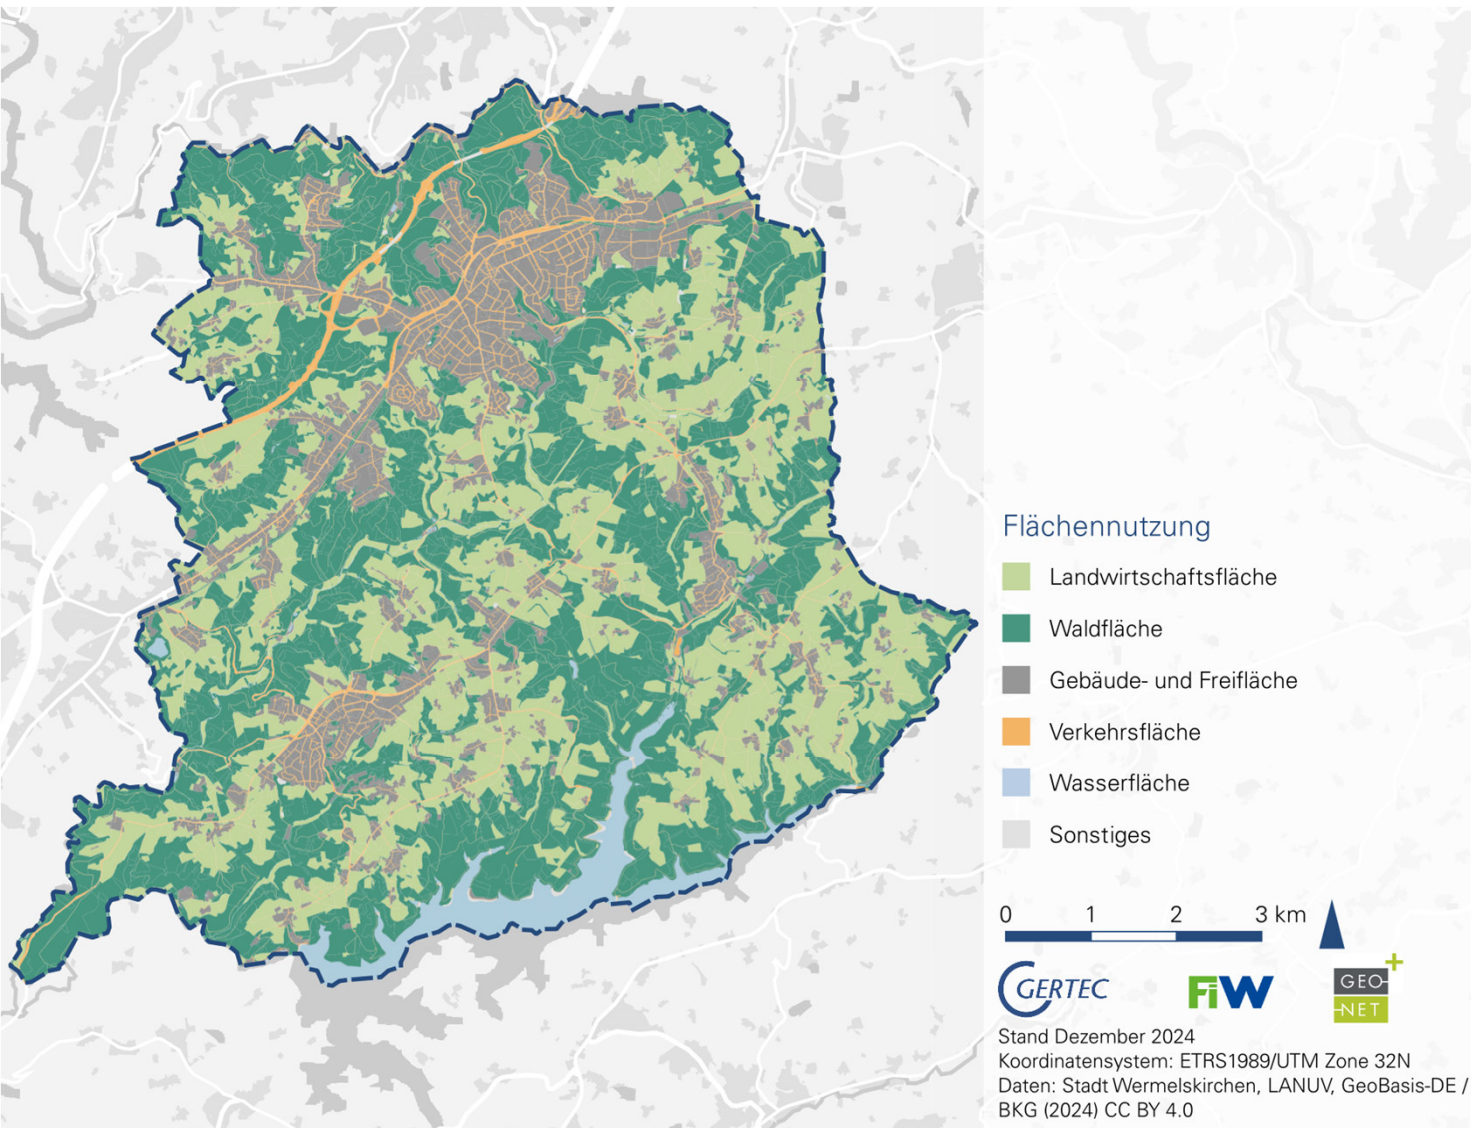 Flächennutzung
Landwirtschaftsfläche
Waldfläche
Gebäude- und Freifläche
Verkehrsfläche
Wasserfläche
Sonstiges
0 1 2 3 km
GERTEC FiW GEO NET
Stand Dezember 2024
Koordinatensystem: ETRS1989/UTM Zone 32N
Daten: Stadt Wermelskirchen, LANUV, GeoBasis-DE /
BKG (2024) CC BY 4.0